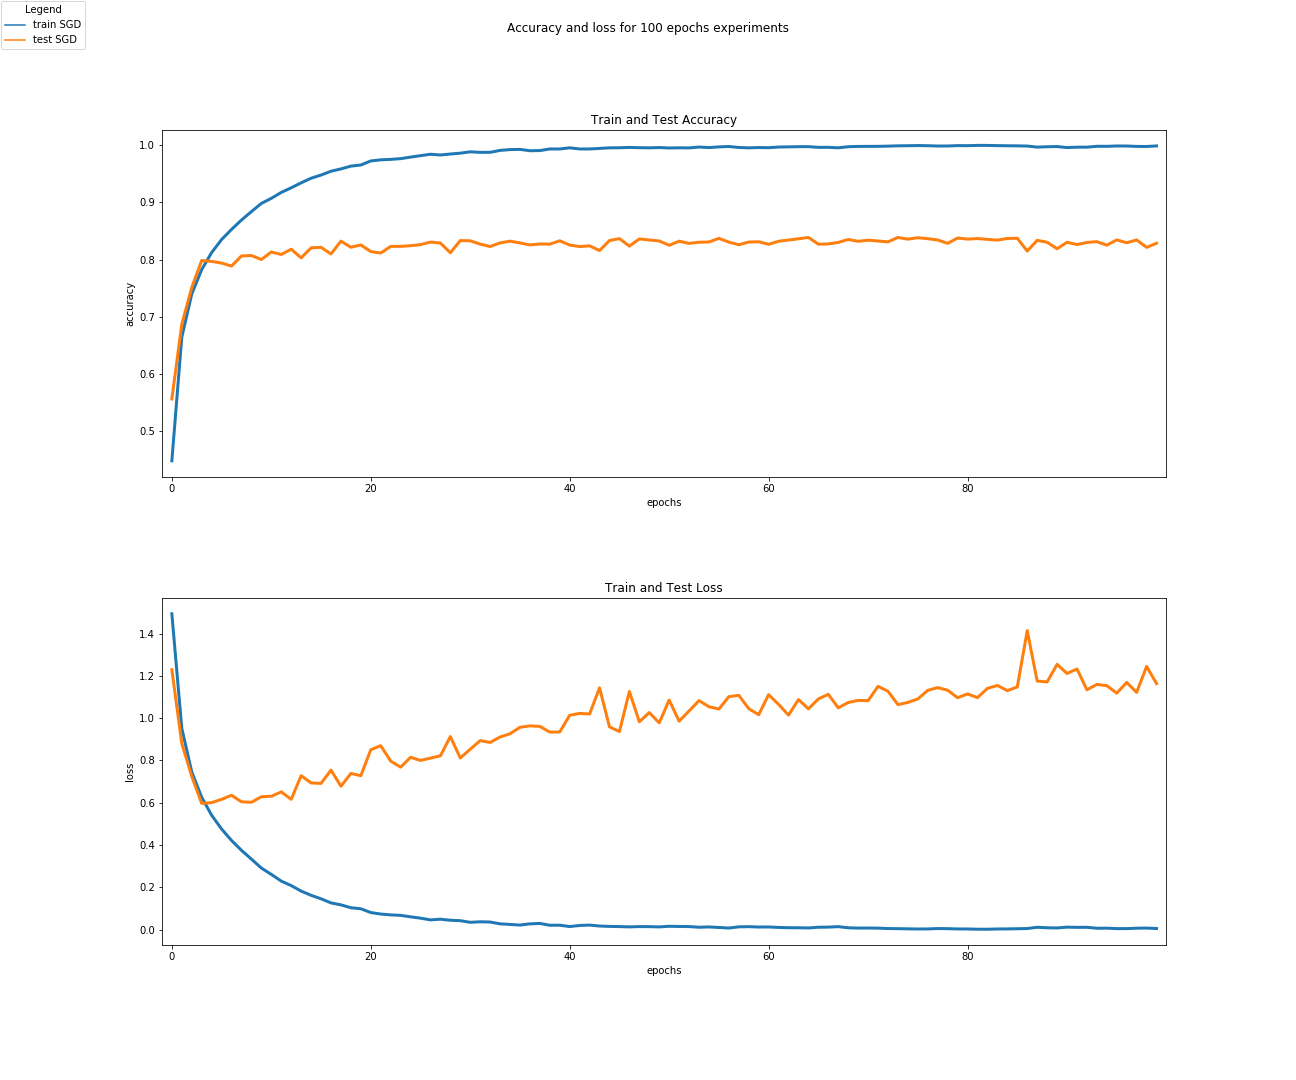 Legend
train SGD
test SGD
Accuracy and loss for 100 epochs experiments
Train and Test Accuracy
1.0
0.9
0.8
0.7
0.6
0.5
accuracy
0 20 40 60 80
epochs
Train and Test Loss
1.4
1.2
1.0
0.8
0.6
0.4
0.2
0.0
loss
0 20 40 60 80
epochs